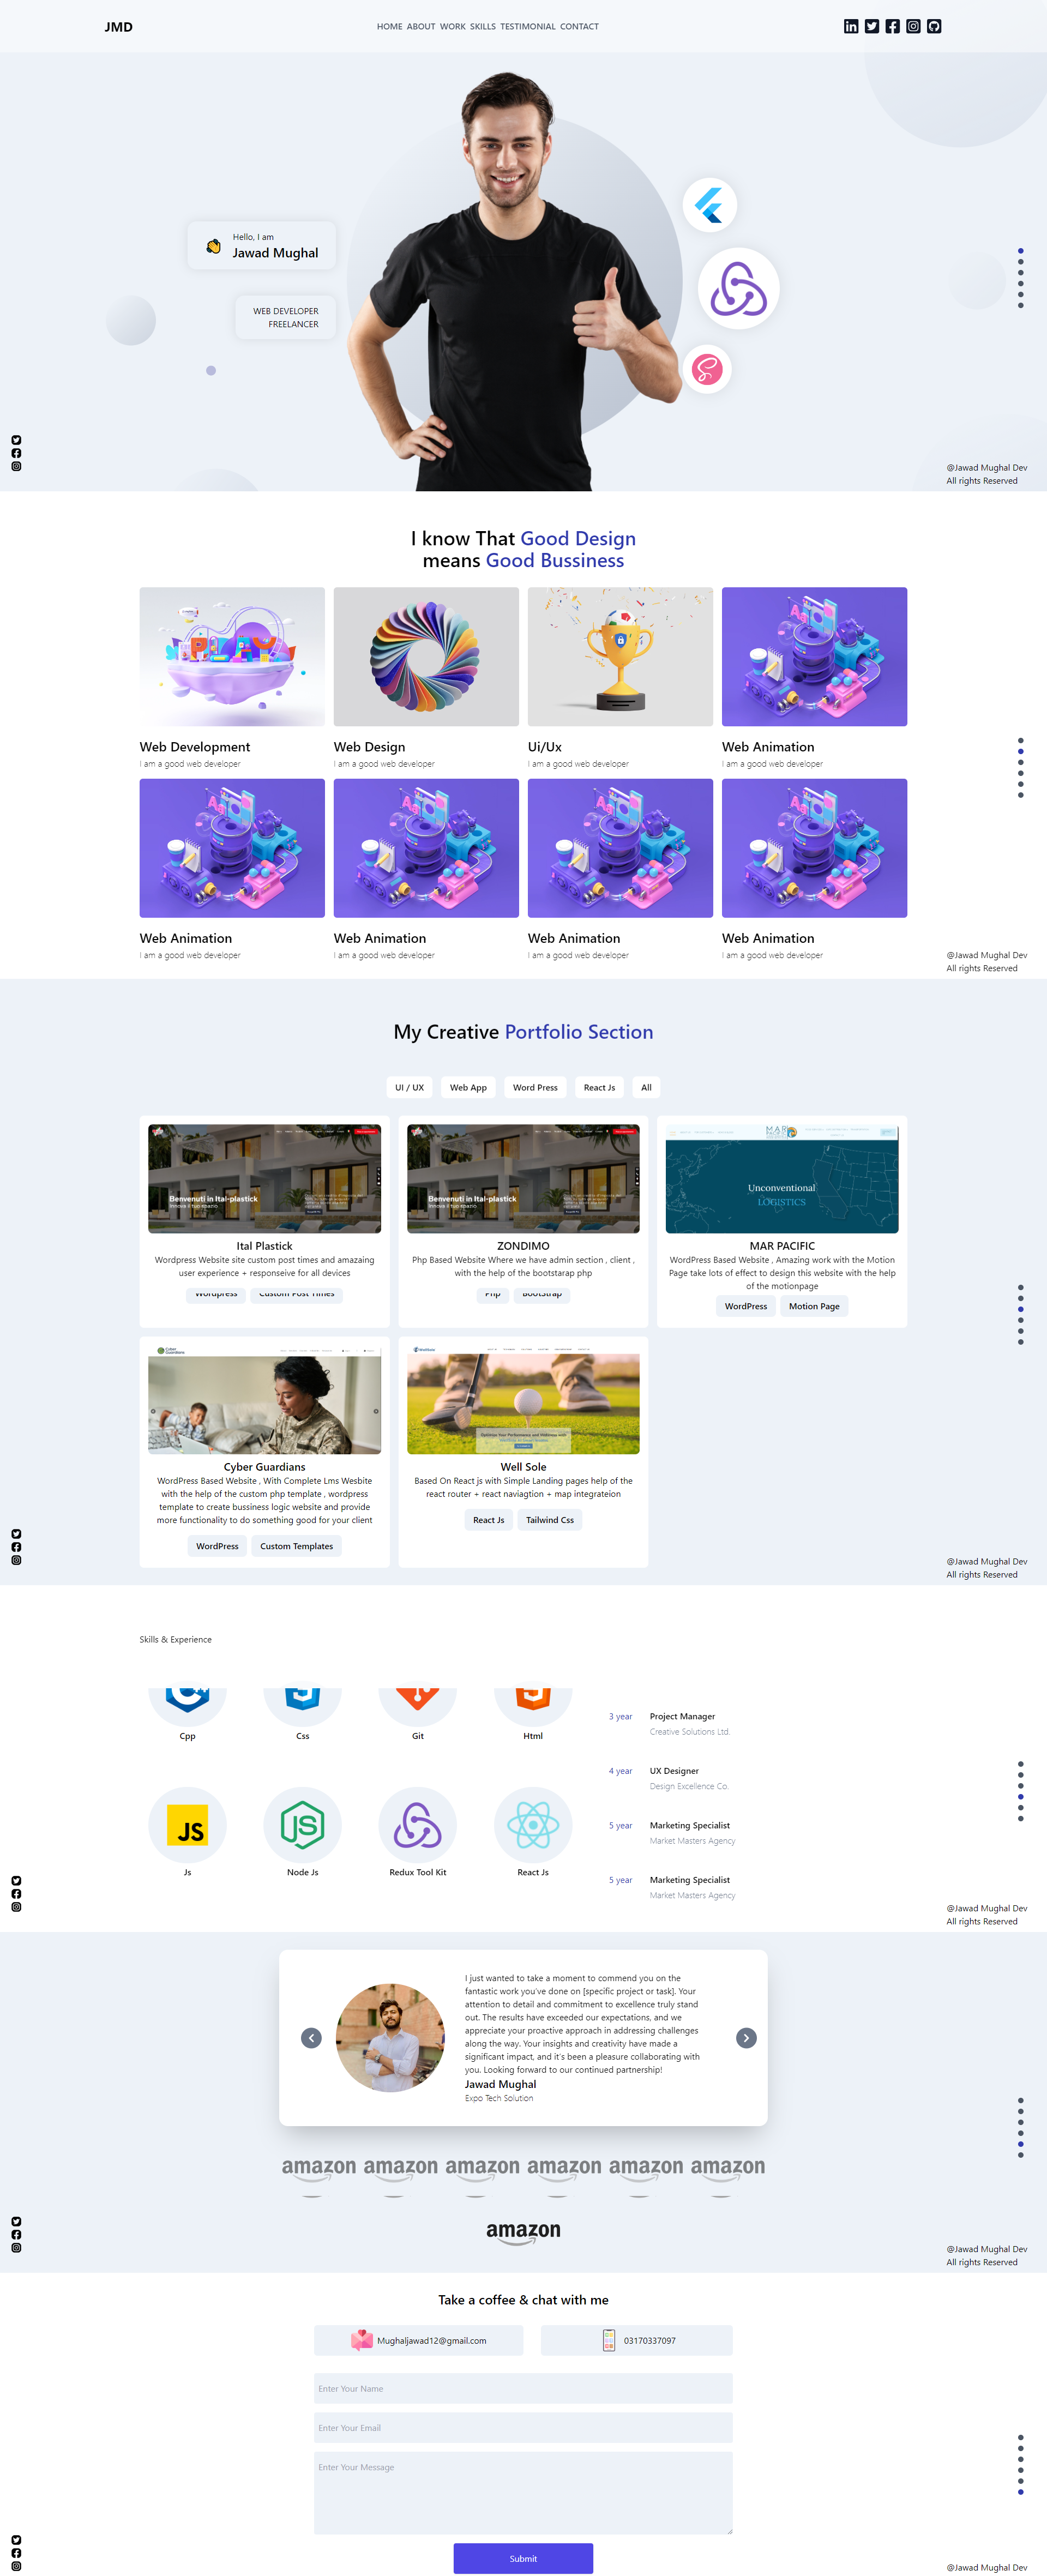 JMD
HOME ABOUT WORK SKILLS TESTIMONIAL CONTACT
Hello, I am
Jawad Mughal
WEB DEVELOPER
FREELANCER
@Jawad Mughal Dev
All rights Reserved
I know That Good Design
means Good Bussiness
Web Development
I am a good web developer
Web Design
I am a good web developer
Ui/Ux
I am a good web developer
Web Animation
I am a good web developer
Web Animation
I am a good web developer
Web Animation
I am a good web developer
Web Animation
I am a good web developer
Web Animation
I am a good web developer
@Jawad Mughal Dev
All rights Reserved
My Creative Portfolio Section
UI / UX
Web App
Word Press
React Js
All
Benvenuti in Ital-plastick
Innova il tuo spazio
Ital Plastick
Wordpress Website site custom post times and amazaing
user experience + responseive for all devices
Wordpress
Custom Post Times
Benvenuti in Ital-plastick
Innova il tuo spazio
ZONDIMO
Php Based Website Where we have admin section , client ,
with the help of the bootstarap php
Php
BootStrap
MAR
Unconventional
LOGISTICS
MAR PACIFIC
WordPress Based Website , Amazing work with the Motion
Page take lots of effect to design this website with the help
of the motionpage
WordPress
Motion Page
Cyber
Guardians
Cyber Guardians
WordPress Based Website , With Complete Lms Wesbite
with the help of the custom php template , wordpress
template to create bussiness logic website and provide
more functionality to do something good for your client
WordPress
Custom Templates
Well Sole
Based On React js with Simple Landing pages help of the
react router + react naviagtion + map integrateion
React Js
Tailwind Css
@Jawad Mughal Dev
All rights Reserved
Skills & Experience
Cpp
Css
Git
Html
JS
Js
Node Js
Redux Tool Kit
React Js
3 year
Project Manager
Creative Solutions Ltd.
4 year
UX Designer
Design Excellence Co.
5 year
Marketing Specialist
Market Masters Agency
5 year
Marketing Specialist
Market Masters Agency
@Jawad Mughal Dev
All rights Reserved
I just wanted to take a moment to commend you on the
fantastic work you've done on [specific project or task]. Your
attention to detail and commitment to excellence truly stand
out. The results have exceeded our expectations, and we
appreciate your proactive approach in addressing challenges
along the way. Your insights and creativity have made a
significant impact, and it's been a pleasure collaborating with
you. Looking forward to our continued partnership!
Jawad Mughal
Expo Tech Solution
amazon amazon amazon amazon amazon amazon
amazon
@Jawad Mughal Dev
All rights Reserved
Take a coffee & chat with me
Mughaljawad12@gmail.com
03170337097
Enter Your Name
Enter Your Email
Enter Your Message
Submit
@Jawad Mughal Dev